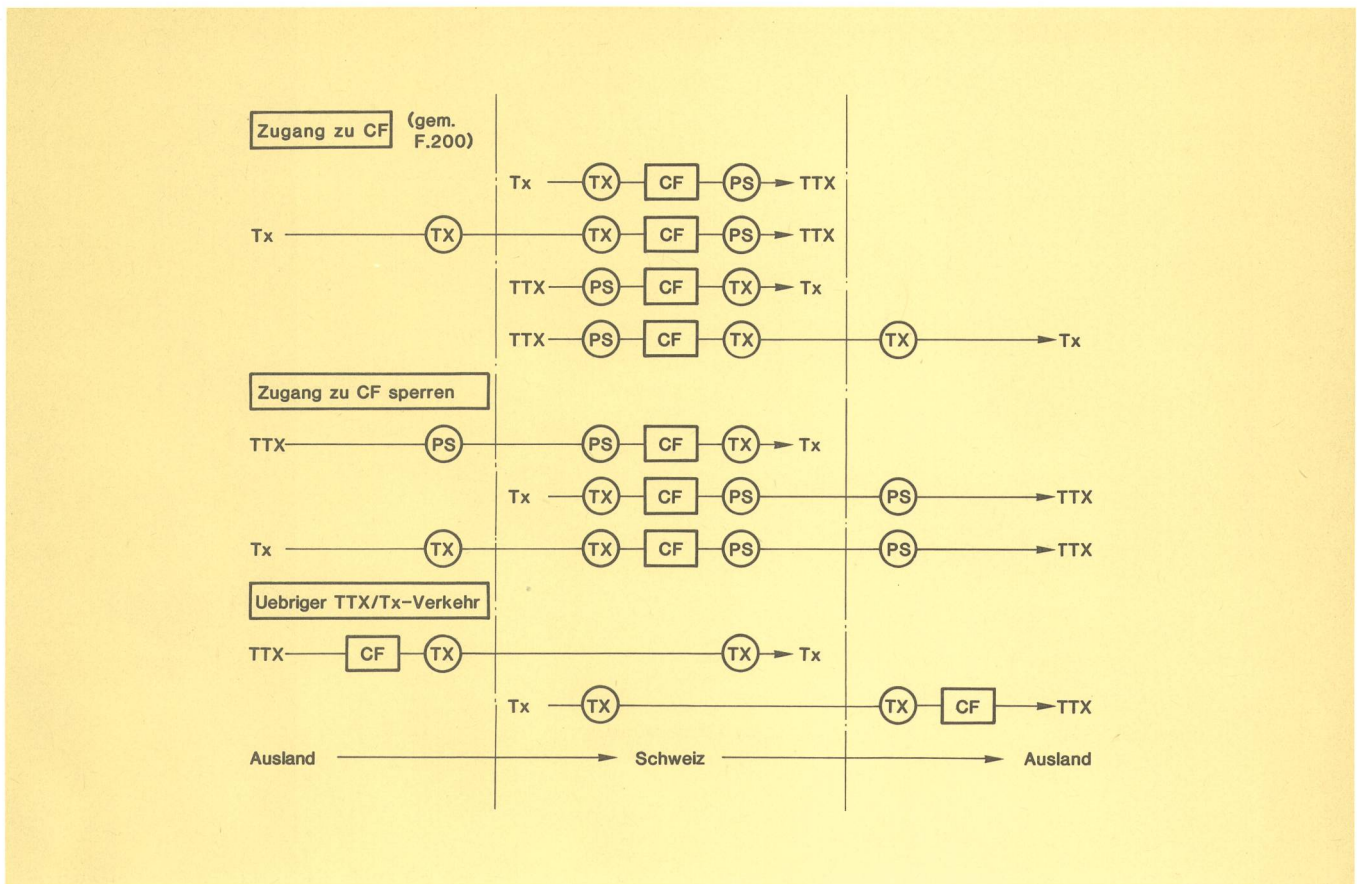 Zugang zu CF (gem. F.200)
Tx TX CF PS TTX
Tx TX TX CF PS TTX
TTX PS CF TX Tx
TTX PS CF TX TX Tx
Zugang zu CF sperren
TTX PS PS CF TX Tx
Tx TX CF PS PS TTX
Tx TX TX CF PS PS TTX
Uebriger TTX/Tx-Verkehr
TTX CF TX TX Tx
Tx TX TX CF TTX
Ausland Schweiz Ausland